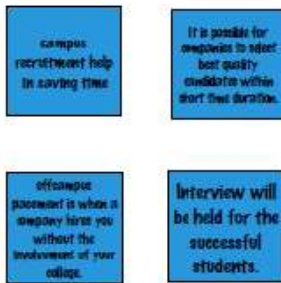 campus
recruitment help
in saving time
It is possible for
companies to select
best quality
candidates within
short time duration.
offcampus
placement is when a
company hires you
without the
involvement of your
college.
Interview will
be held for the
successful
students.